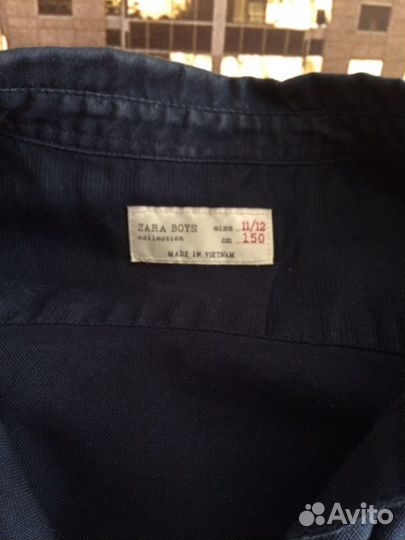 ZARA BOYS size 11/12
collection cm 150
MADE IN VIETNAM
Avito